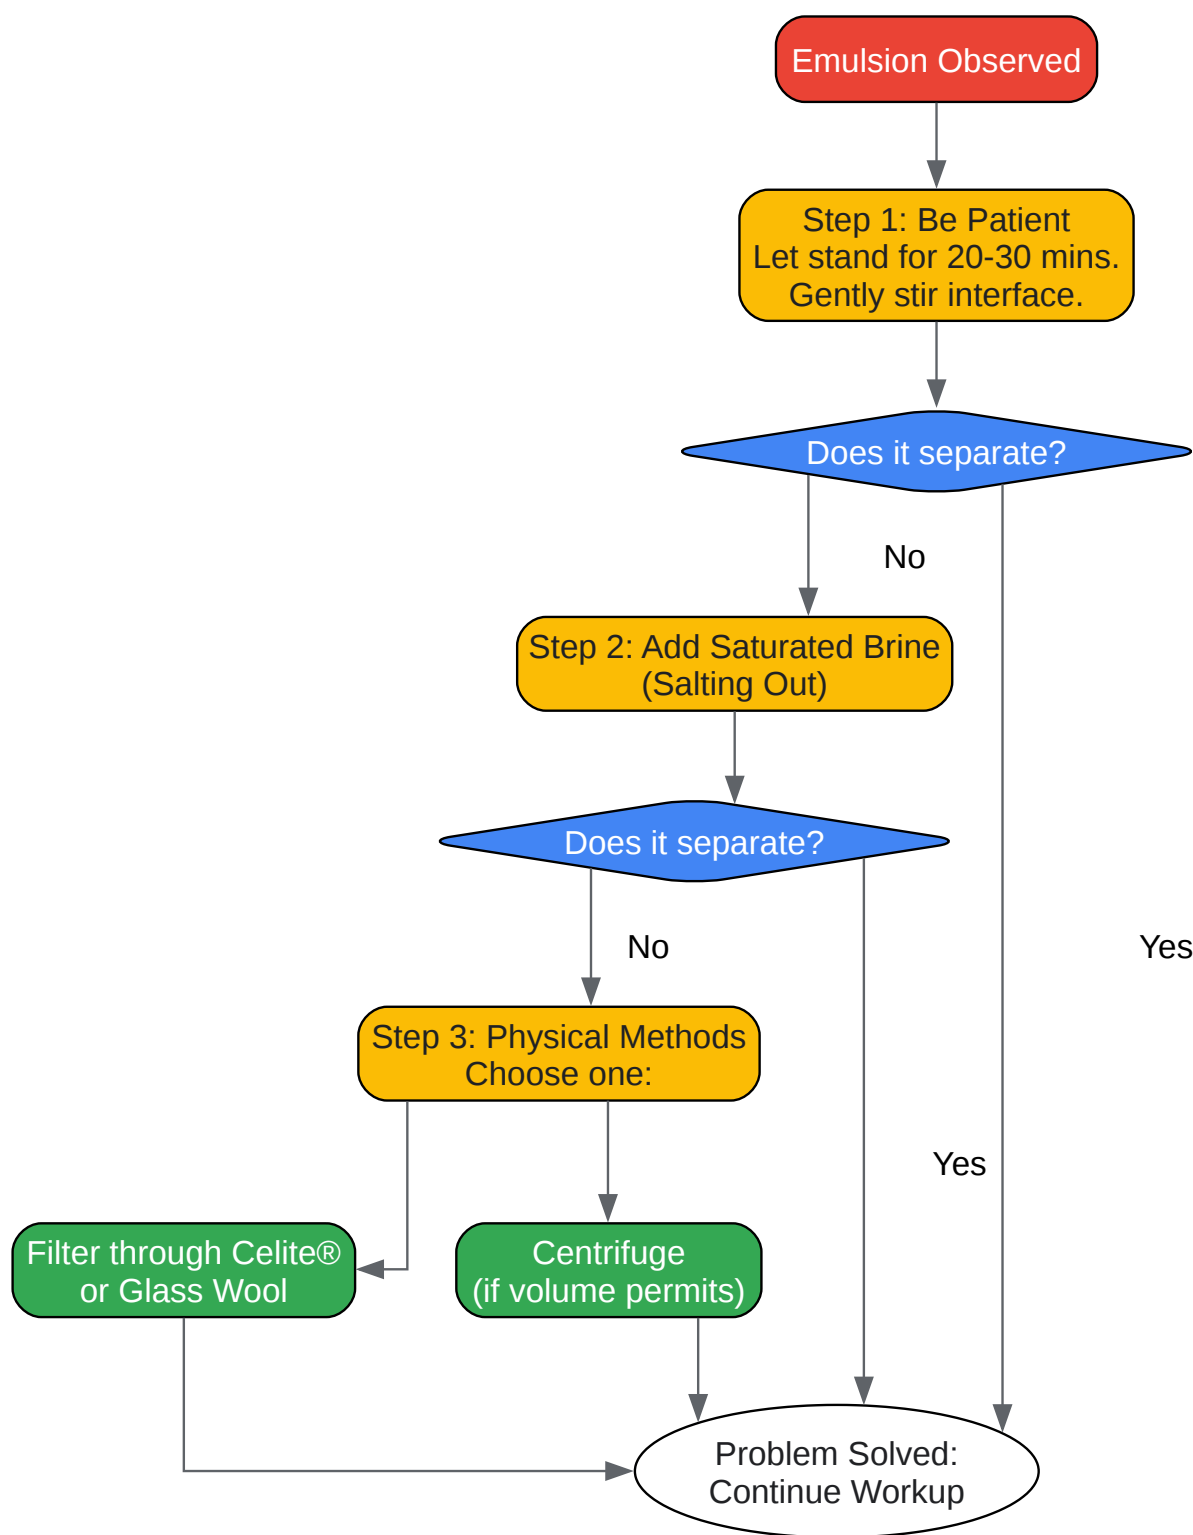 Emulsion Observed
Step 1: Be Patient
Let stand for 20-30 mins.
Gently stir interface.
Does it separate?
No
Step 2: Add Saturated Brine
(Salting Out)
Does it separate?
No
Yes
Step 3: Physical Methods
Choose one:
Yes
Filter through Celite®
or Glass Wool
Centrifuge
(if volume permits)
Problem Solved:
Continue Workup